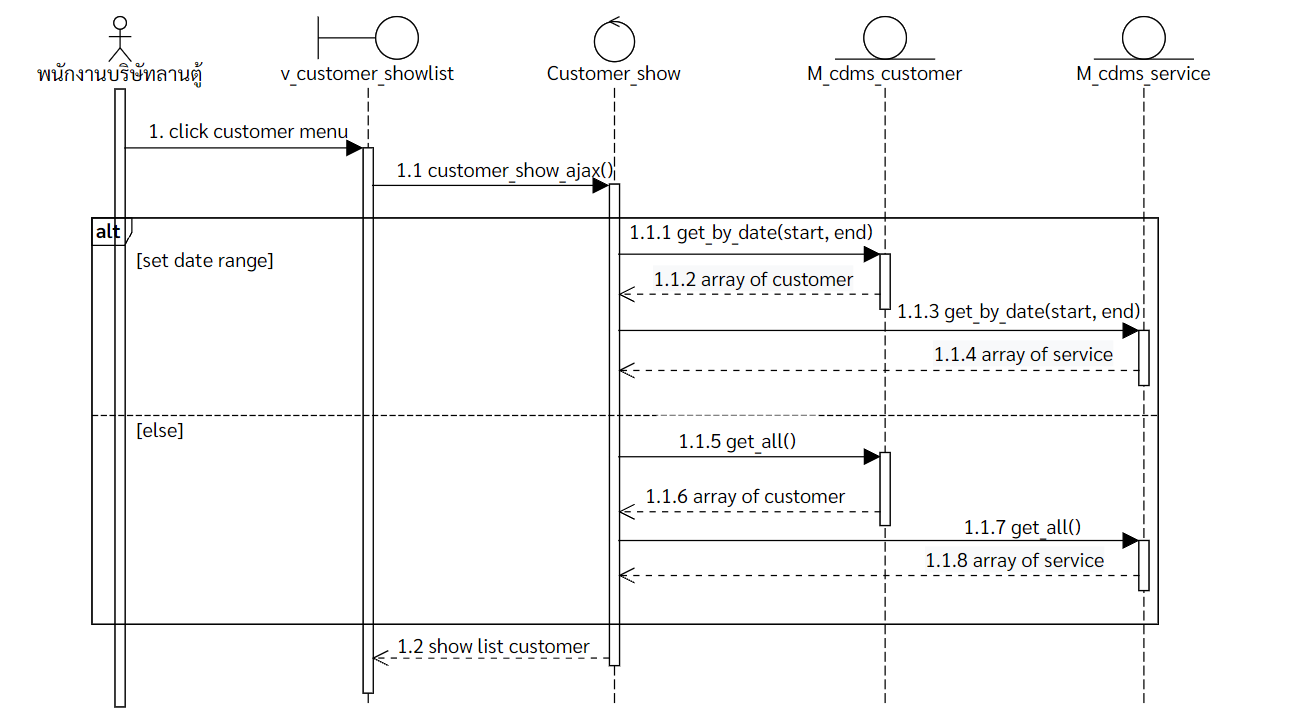 พนักงานบริษัทลานตู้
v_customer_showlist
Customer_show
M_cdms_customer
M_cdms_service
1. click customer menu
1.1 customer_show_ajax()
alt
[set date range]
1.1.1 get_by_date(start, end)
1.1.2 array of customer
1.1.3 get_by_date(start, end)
1.1.4 array of service
[else]
1.1.5 get_all()
1.1.6 array of customer
1.1.7 get_all()
1.1.8 array of service
1.2 show list customer